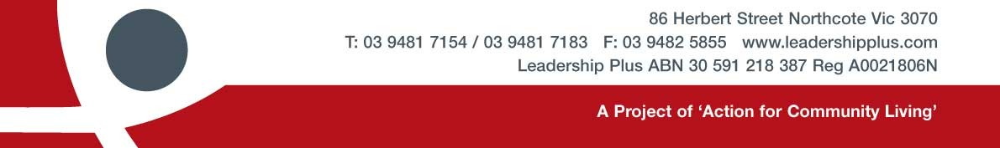 86 Herbert Street Northcote Vic 3070
T: 03 9481 7154 / 03 9481 7183 F: 03 9482 5855 www.leadershipplus.com
Leadership Plus ABN 30 591 218 387 Reg A0021806N
A Project of ‘Action for Community Living’